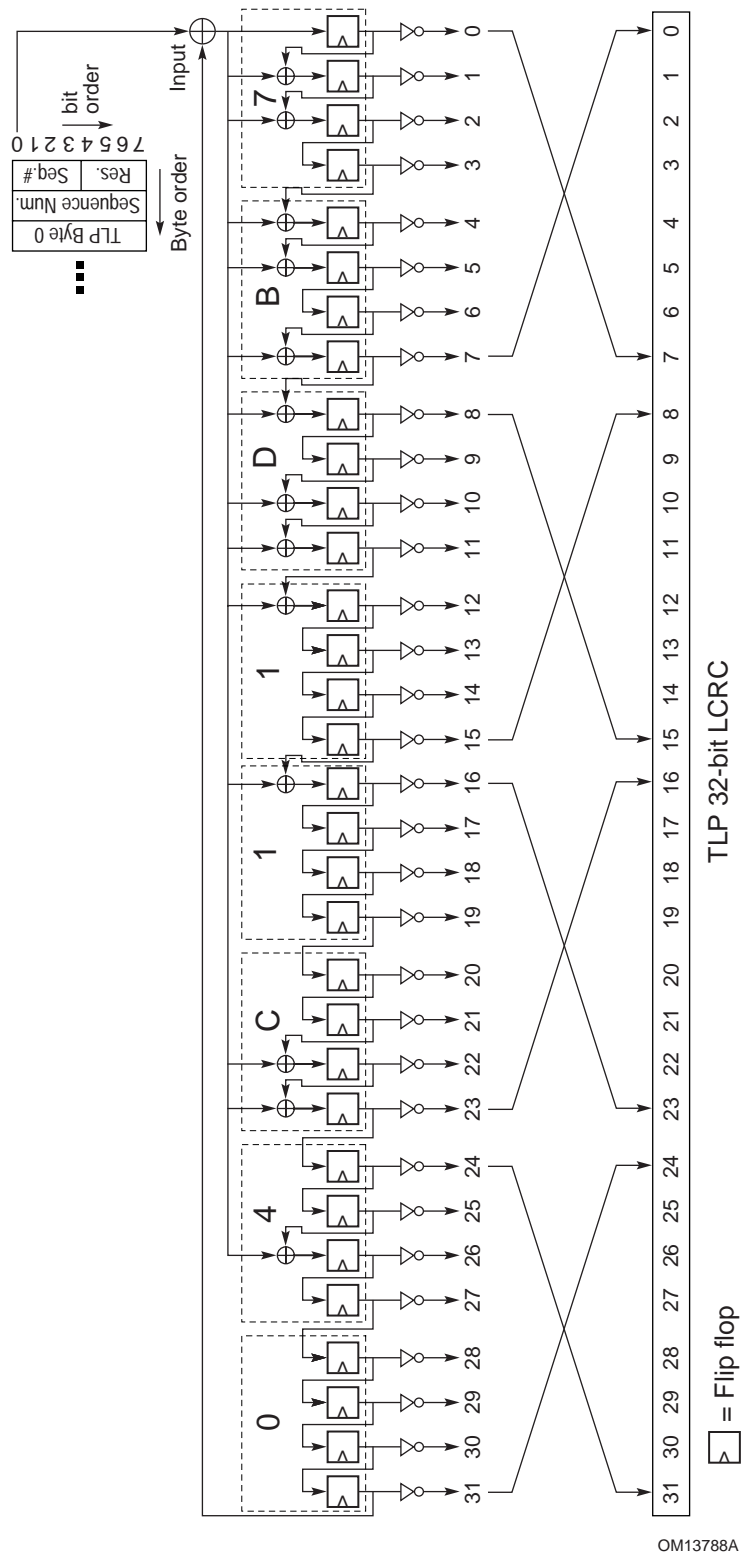 7 6 5 4 3 2 1 0
bit
order
Res. Seq.#
Sequence Num.
TLP Byte 0
Byte order
Input
0 4 C 1 1 D B 7
31 30 29 28 27 26 25 24 23 22 21 20 19 18 17 16 15 14 13 12 11 10 9 8 7 6 5 4 3 2 1 0
31 30 29 28 27 26 25 24 23 22 21 20 19 18 17 16 15 14 13 12 11 10 9 8 7 6 5 4 3 2 1 0
TLP 32-bit LCRC
= Flip flop
OM13788A